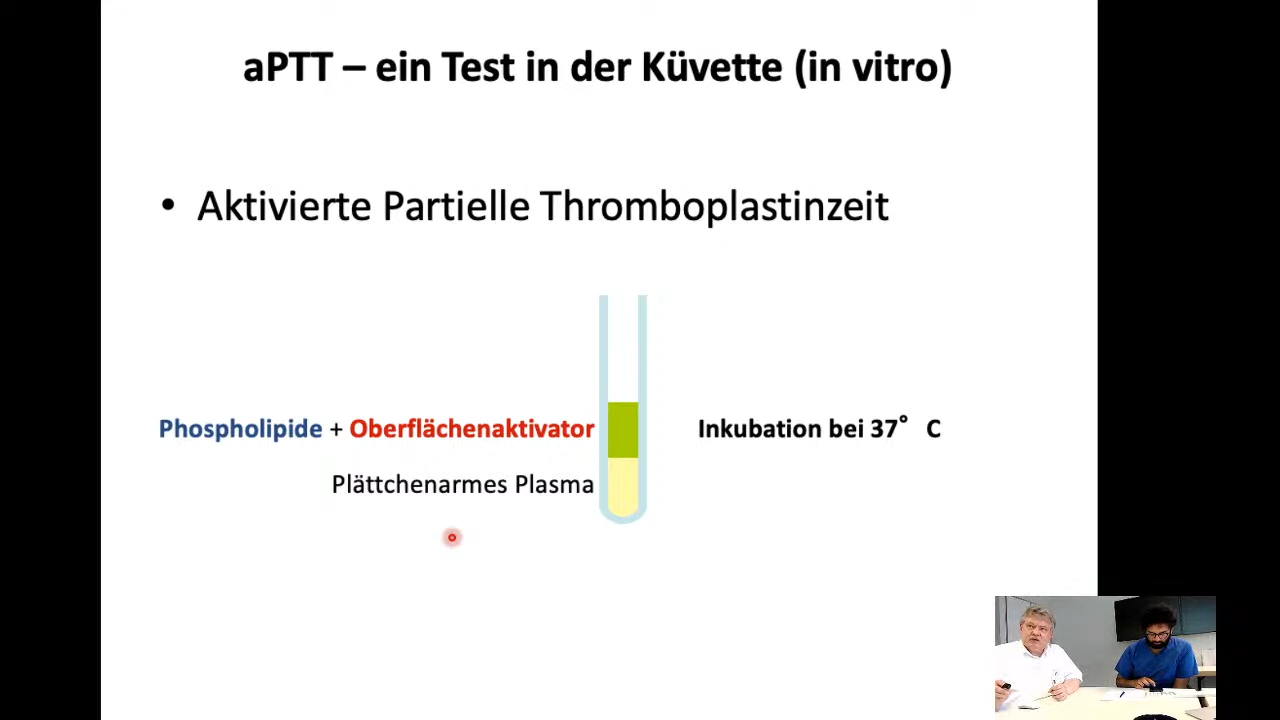 aPTT – ein Test in der Küvette (in vitro)
• Aktivierte Partielle Thromboplastinzeit
Phospholipide + Oberflächenaktivator
Inkubation bei 37° C
Plättchenarmes Plasma